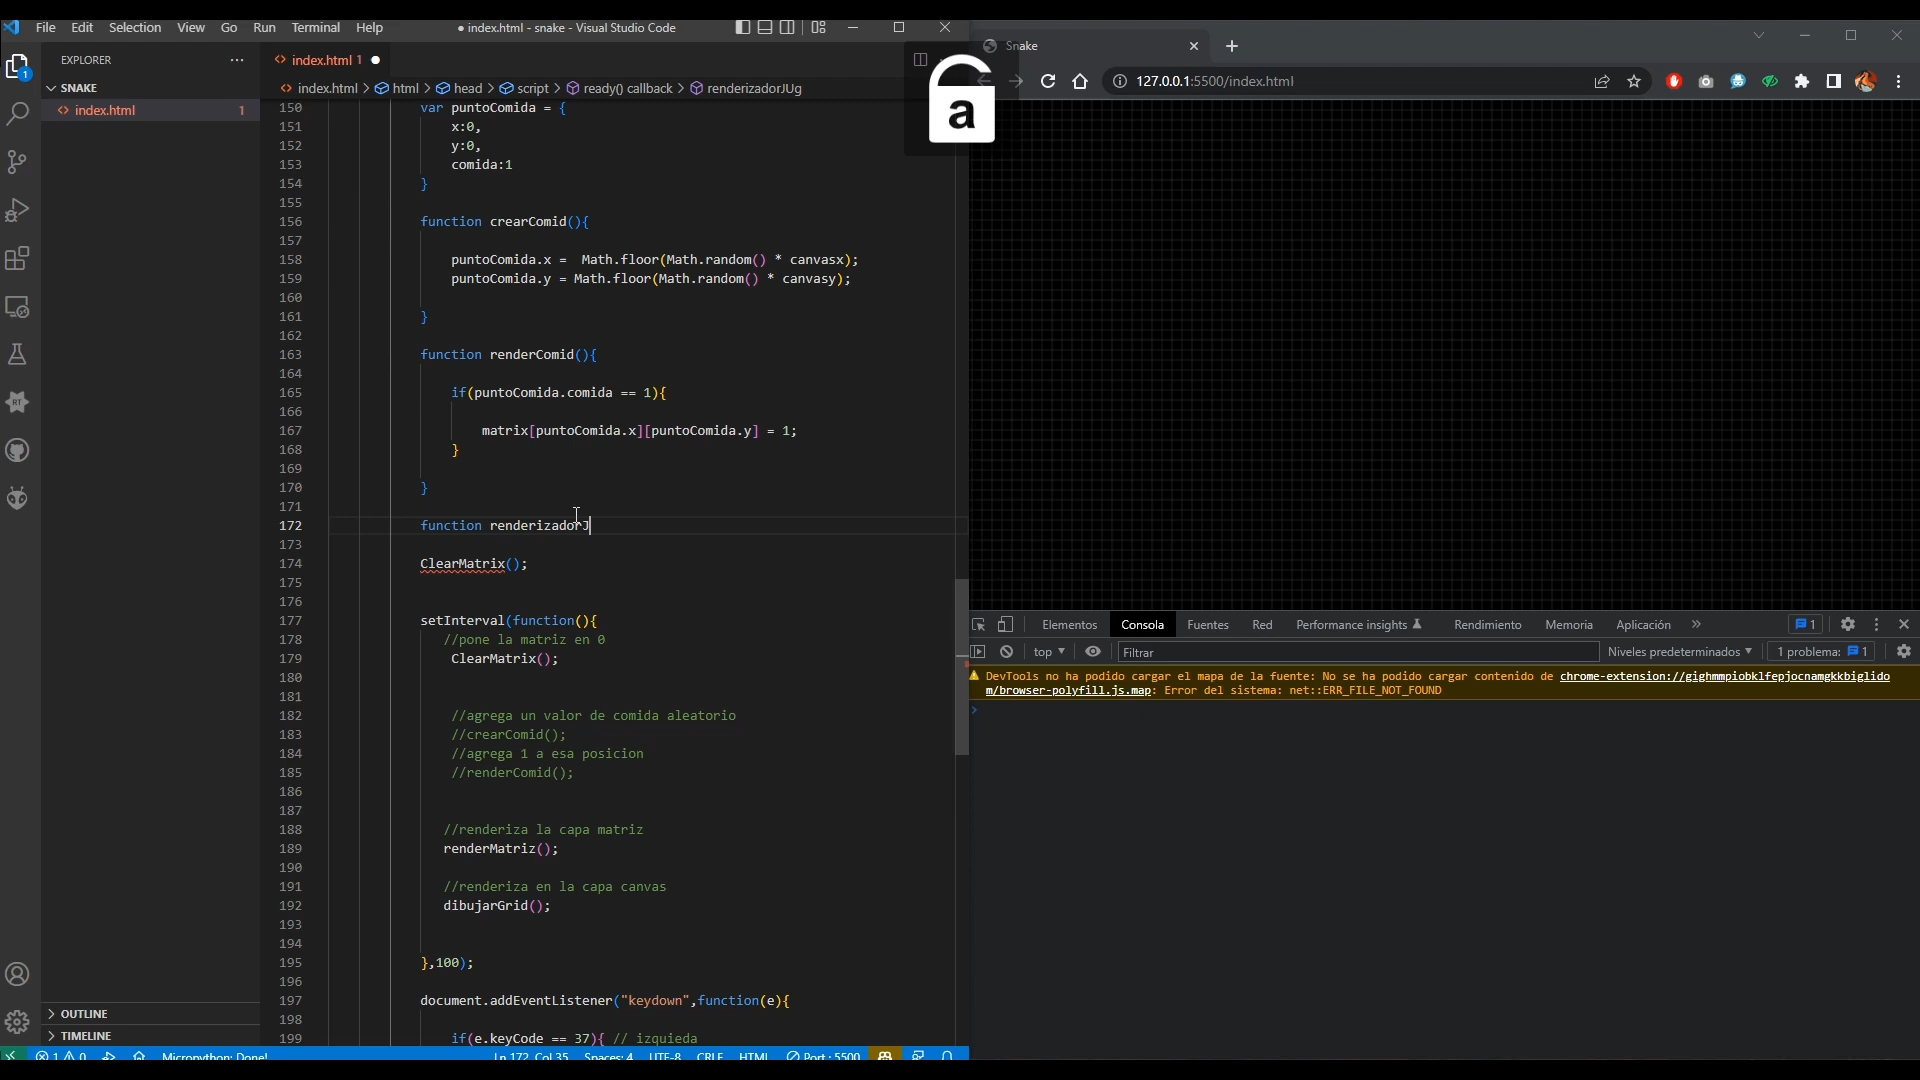 File Edit Selection View Go Run Terminal Help
● index.html - snake - Visual Studio Code
EXPLORER
SNAKE
index.html 1
index.html 1 ●
index.html > html > head > script > ready() callback > renderizadorJUg
150 var puntoComida = {
151 x:0,
152 y:0,
153 comida:1
154 }
155
156 function crearComid(){
157
158 puntoComida.x = Math.floor(Math.random() * canvasx);
159 puntoComida.y = Math.floor(Math.random() * canvasy);
160
161 }
162
163 function renderComid(){
164
165 if(puntoComida.comida == 1){
166
167 matrix[puntoComida.x][puntoComida.y] = 1;
168 }
169
170 }
171
172 function renderizadorJ
173
174 ClearMatrix();
175
176
177 setInterval(function(){
178 //pone la matriz en 0
179 ClearMatrix();
180
181
182 //agrega un valor de comida aleatorio
183 //crearComid();
184 //agrega 1 a esa posicion
185 //renderComid();
186
187
188 //renderiza la capa matriz
189 renderMatriz();
190
191 //renderiza en la capa canvas
192 dibujarGrid();
193
194
195 },100);
196
197 document.addEventListener("keydown",function(e){
198
199 if(e.keyCode == 37){ // izquieda
OUTLINE
TIMELINE
1 0 Micropython: Done! Ln 172, Col 35 Spaces: 4 UTF-8 CRLF HTML Port : 5500
1
RT
a
Snake
127.0.0.1:5500/index.html
Elementos Consola Fuentes Red Performance insights Rendimiento Memoria Aplicación » 1
top Filtrar Niveles predeterminados 1 problema: 1
DevTools no ha podido cargar el mapa de la fuente: No se ha podido cargar contenido de chrome-extension://gighmmpiobklfepjocnamgkkbiglido
m/browser-polyfill.js.map: Error del sistema: net::ERR_FILE_NOT_FOUND